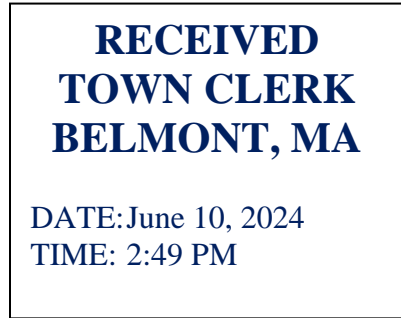 RECEIVED
TOWN CLERK
BELMONT, MA
DATE:June 10, 2024
TIME: 2:49 PM